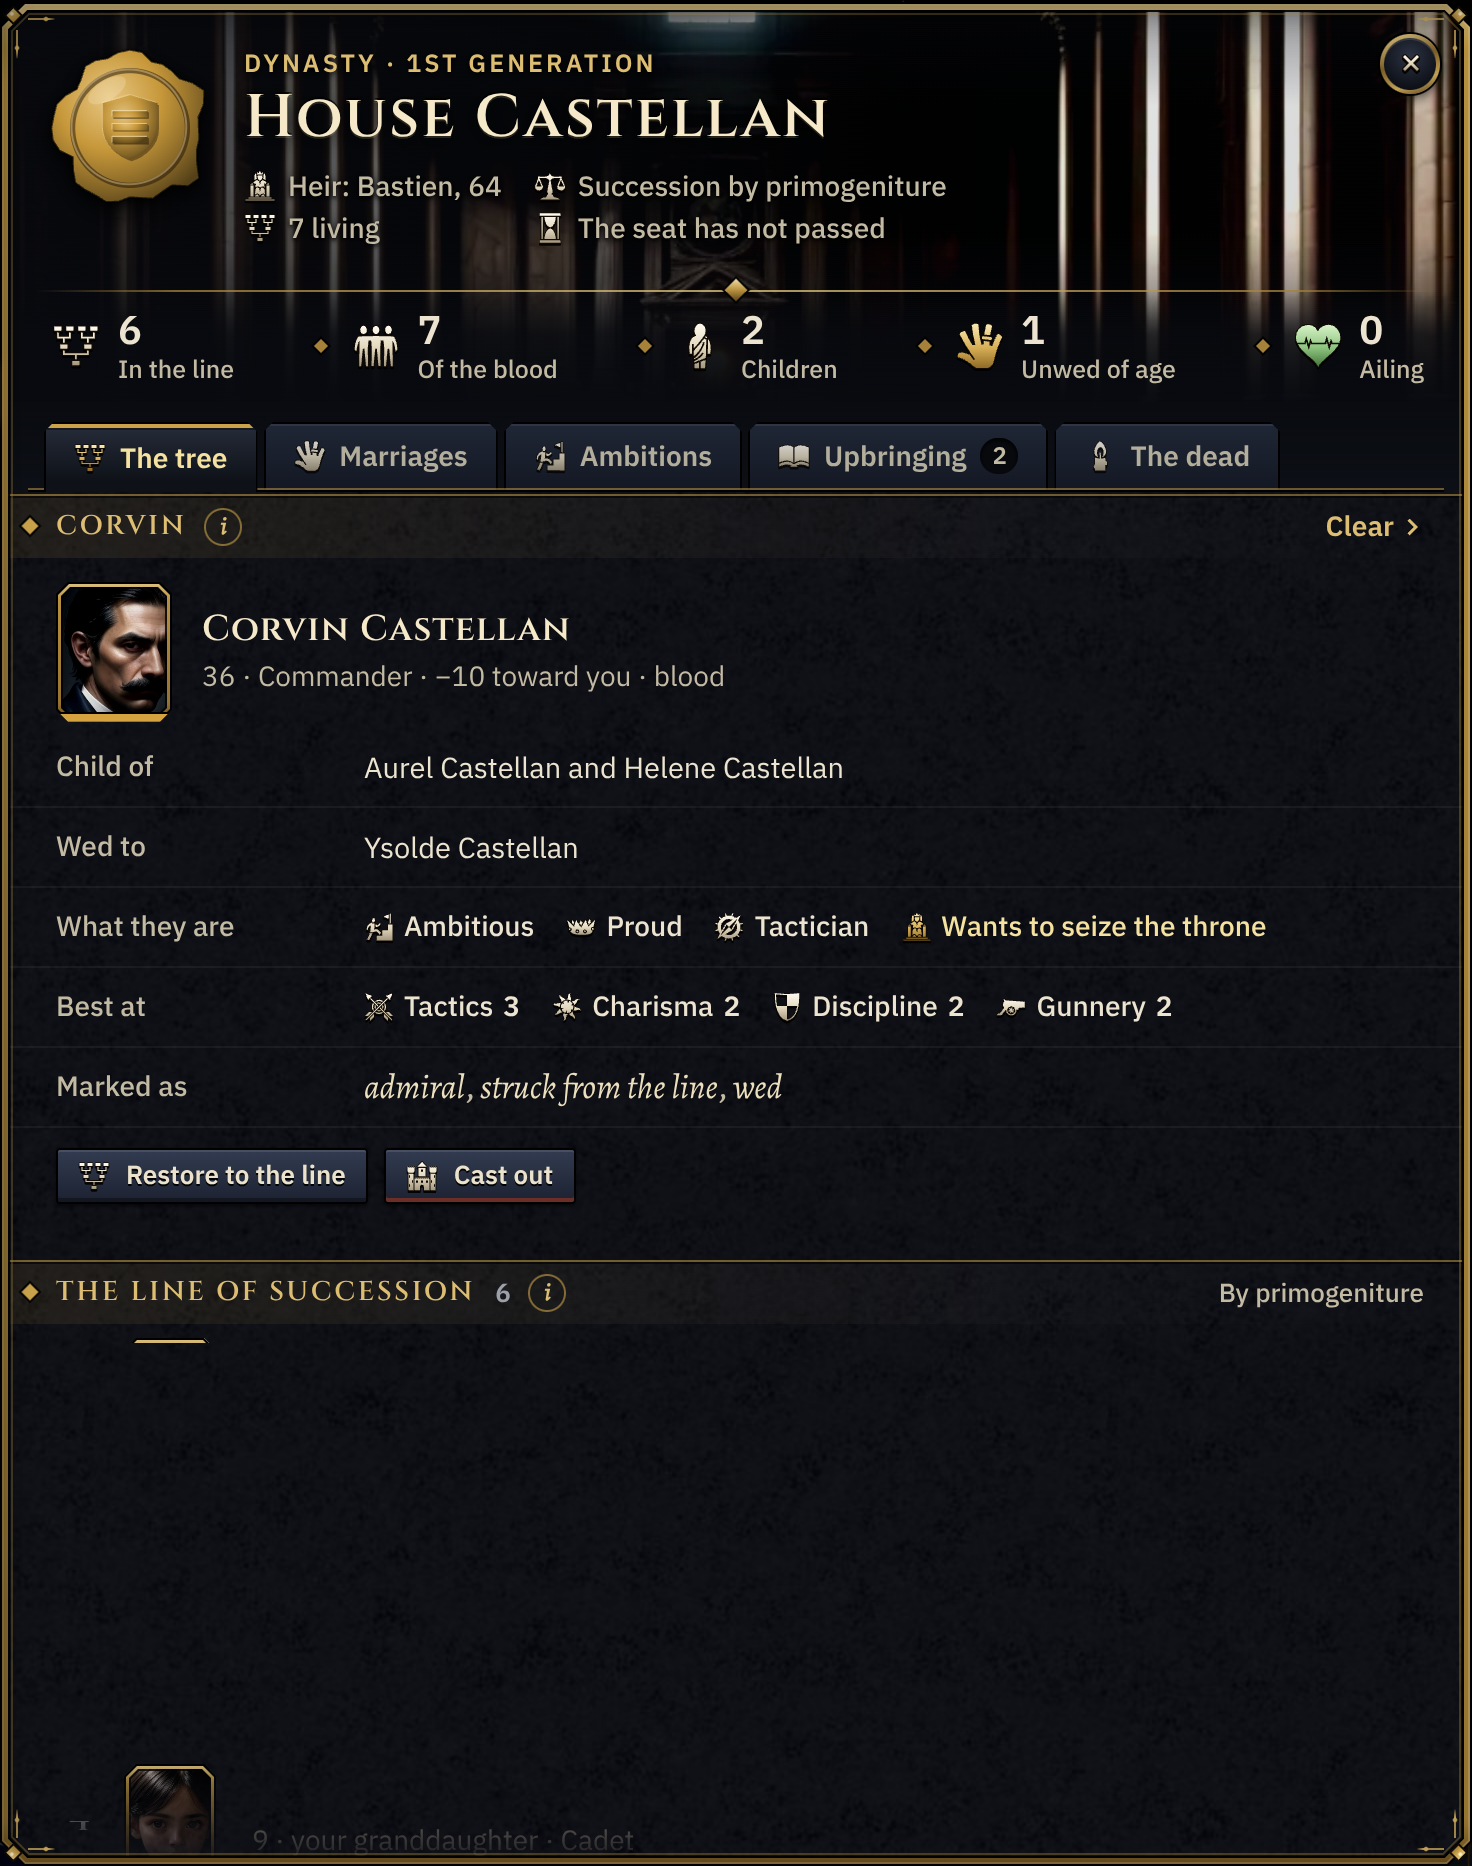 DYNASTY · 1ST GENERATION
HOUSE CASTELLAN
Heir: Bastien, 64
Succession by primogeniture
7 living
The seat has not passed
6
In the line
7
Of the blood
2
Children
1
Unwed of age
0
Ailing
The tree
Marriages
Ambitions
Upbringing 2
The dead
CORVIN i
Clear
CORVIN CASTELLAN
36 · Commander · −10 toward you · blood
Child of
Aurel Castellan and Helene Castellan
Wed to
Ysolde Castellan
What they are
Ambitious Proud Tactician Wants to seize the throne
Best at
Tactics 3 Charisma 2 Discipline 2 Gunnery 2
Marked as
admiral, struck from the line, wed
Restore to the line
Cast out
THE LINE OF SUCCESSION 6 i
By primogeniture
9 · your granddaughter · Cadet